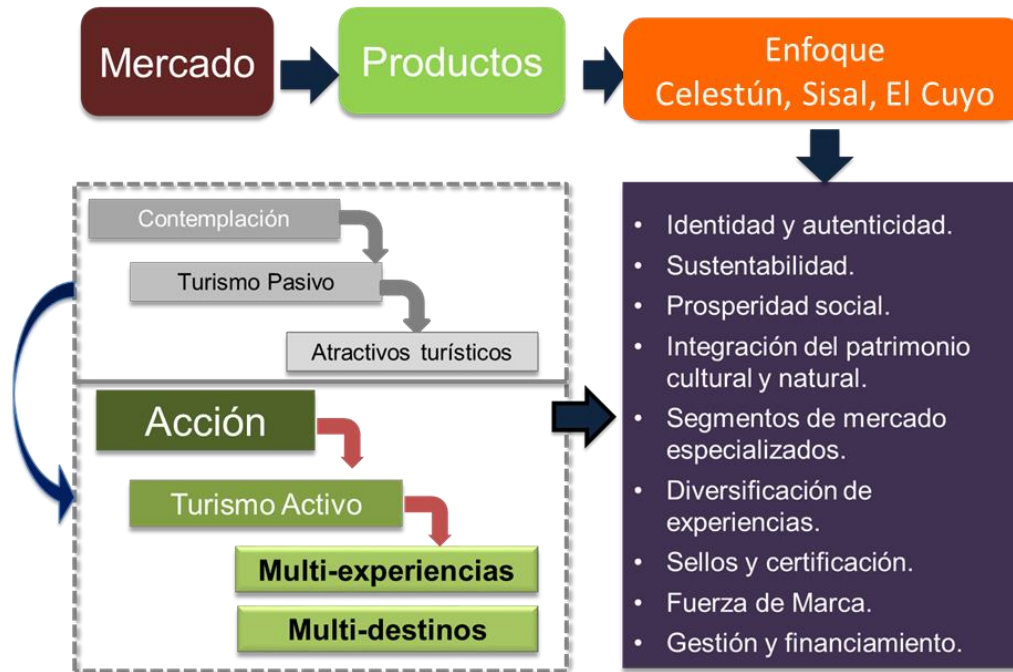 Mercado
Productos
Enfoque
Celestún, Sisal, El Cuyo
Contemplación
Turismo Pasivo
Atractivos turísticos
Acción
Turismo Activo
Multi-experiencias
Multi-destinos
• Identidad y autenticidad.
• Sustentabilidad.
• Prosperidad social.
• Integración del patrimonio
cultural y natural.
• Segmentos de mercado
especializados.
• Diversificación de
experiencias.
• Sellos y certificación.
• Fuerza de Marca.
• Gestión y financiamiento.